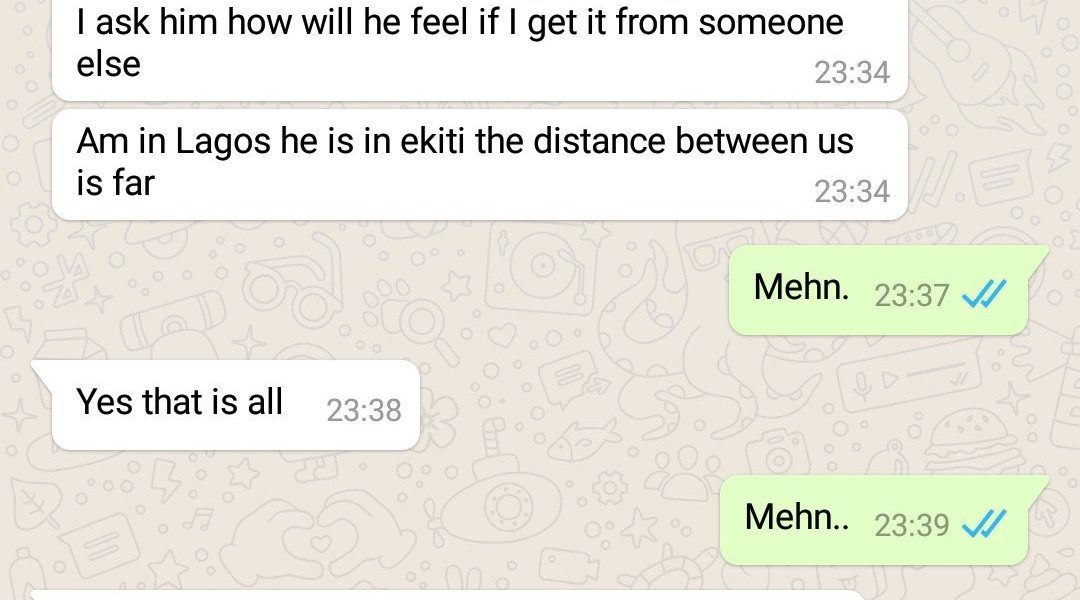 I ask him how will he feel if I get it from someone
else
23:34
Am in Lagos he is in ekiti the distance between us
is far
23:34
Mehn. 23:37
Yes that is all 23:38
Mehn.. 23:39